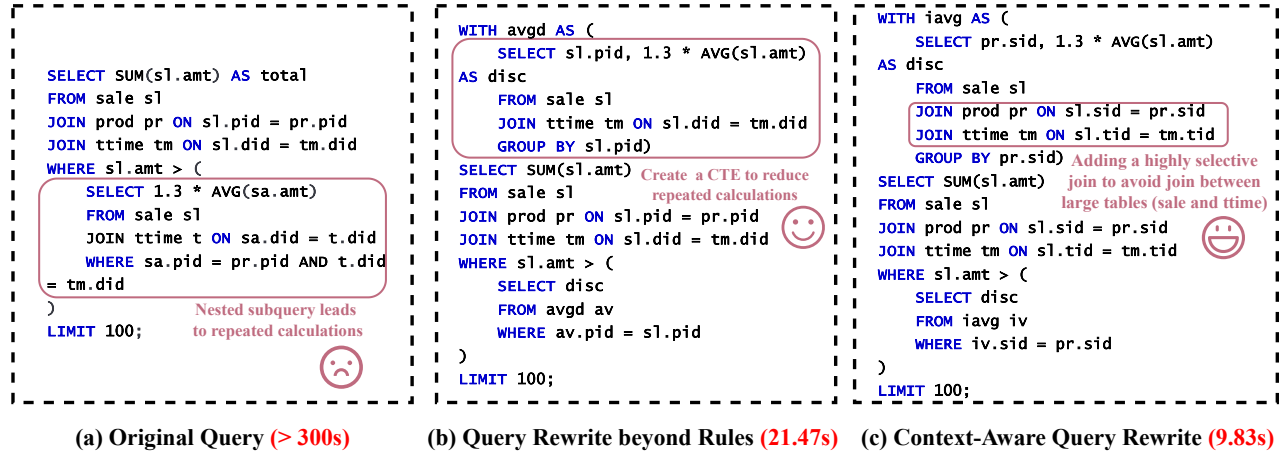 SELECT SUM(sl.amt) AS total
FROM sale sl
JOIN prod pr ON sl.pid = pr.pid
JOIN ttime tm ON sl.did = tm.did
WHERE sl.amt > (
SELECT 1.3 * AVG(sa.amt)
FROM sale sl
JOIN ttime t ON sa.did = t.did
WHERE sa.pid = pr.pid AND t.did
= tm.did
)
LIMIT 100;
Nested subquery leads
to repeated calculations
(a) Original Query (> 300s)
WITH avgd AS (
SELECT sl.pid, 1.3 * AVG(sl.amt)
AS disc
FROM sale sl
JOIN ttime tm ON sl.did = tm.did
GROUP BY sl.pid)
SELECT SUM(sl.amt)
FROM sale sl
JOIN prod pr ON sl.pid = pr.pid
JOIN ttime tm ON sl.did = tm.did
WHERE sl.amt > (
SELECT disc
FROM avgd av
WHERE av.pid = sl.pid
)
LIMIT 100;
Create a CTE to reduce
repeated calculations
(b) Query Rewrite beyond Rules (21.47s)
WITH iavg AS (
SELECT pr.sid, 1.3 * AVG(sl.amt)
AS disc
FROM sale sl
JOIN prod pr ON sl.sid = pr.sid
JOIN ttime tm ON sl.tid = tm.tid
GROUP BY pr.sid)
SELECT SUM(sl.amt)
FROM sale sl
JOIN prod pr ON sl.sid = pr.sid
JOIN ttime tm ON sl.tid = tm.tid
WHERE sl.amt > (
SELECT disc
FROM iavg iv
WHERE iv.sid = pr.sid
)
LIMIT 100;
Adding a highly selective
join to avoid join between
large tables (sale and ttime)
(c) Context-Aware Query Rewrite (9.83s)